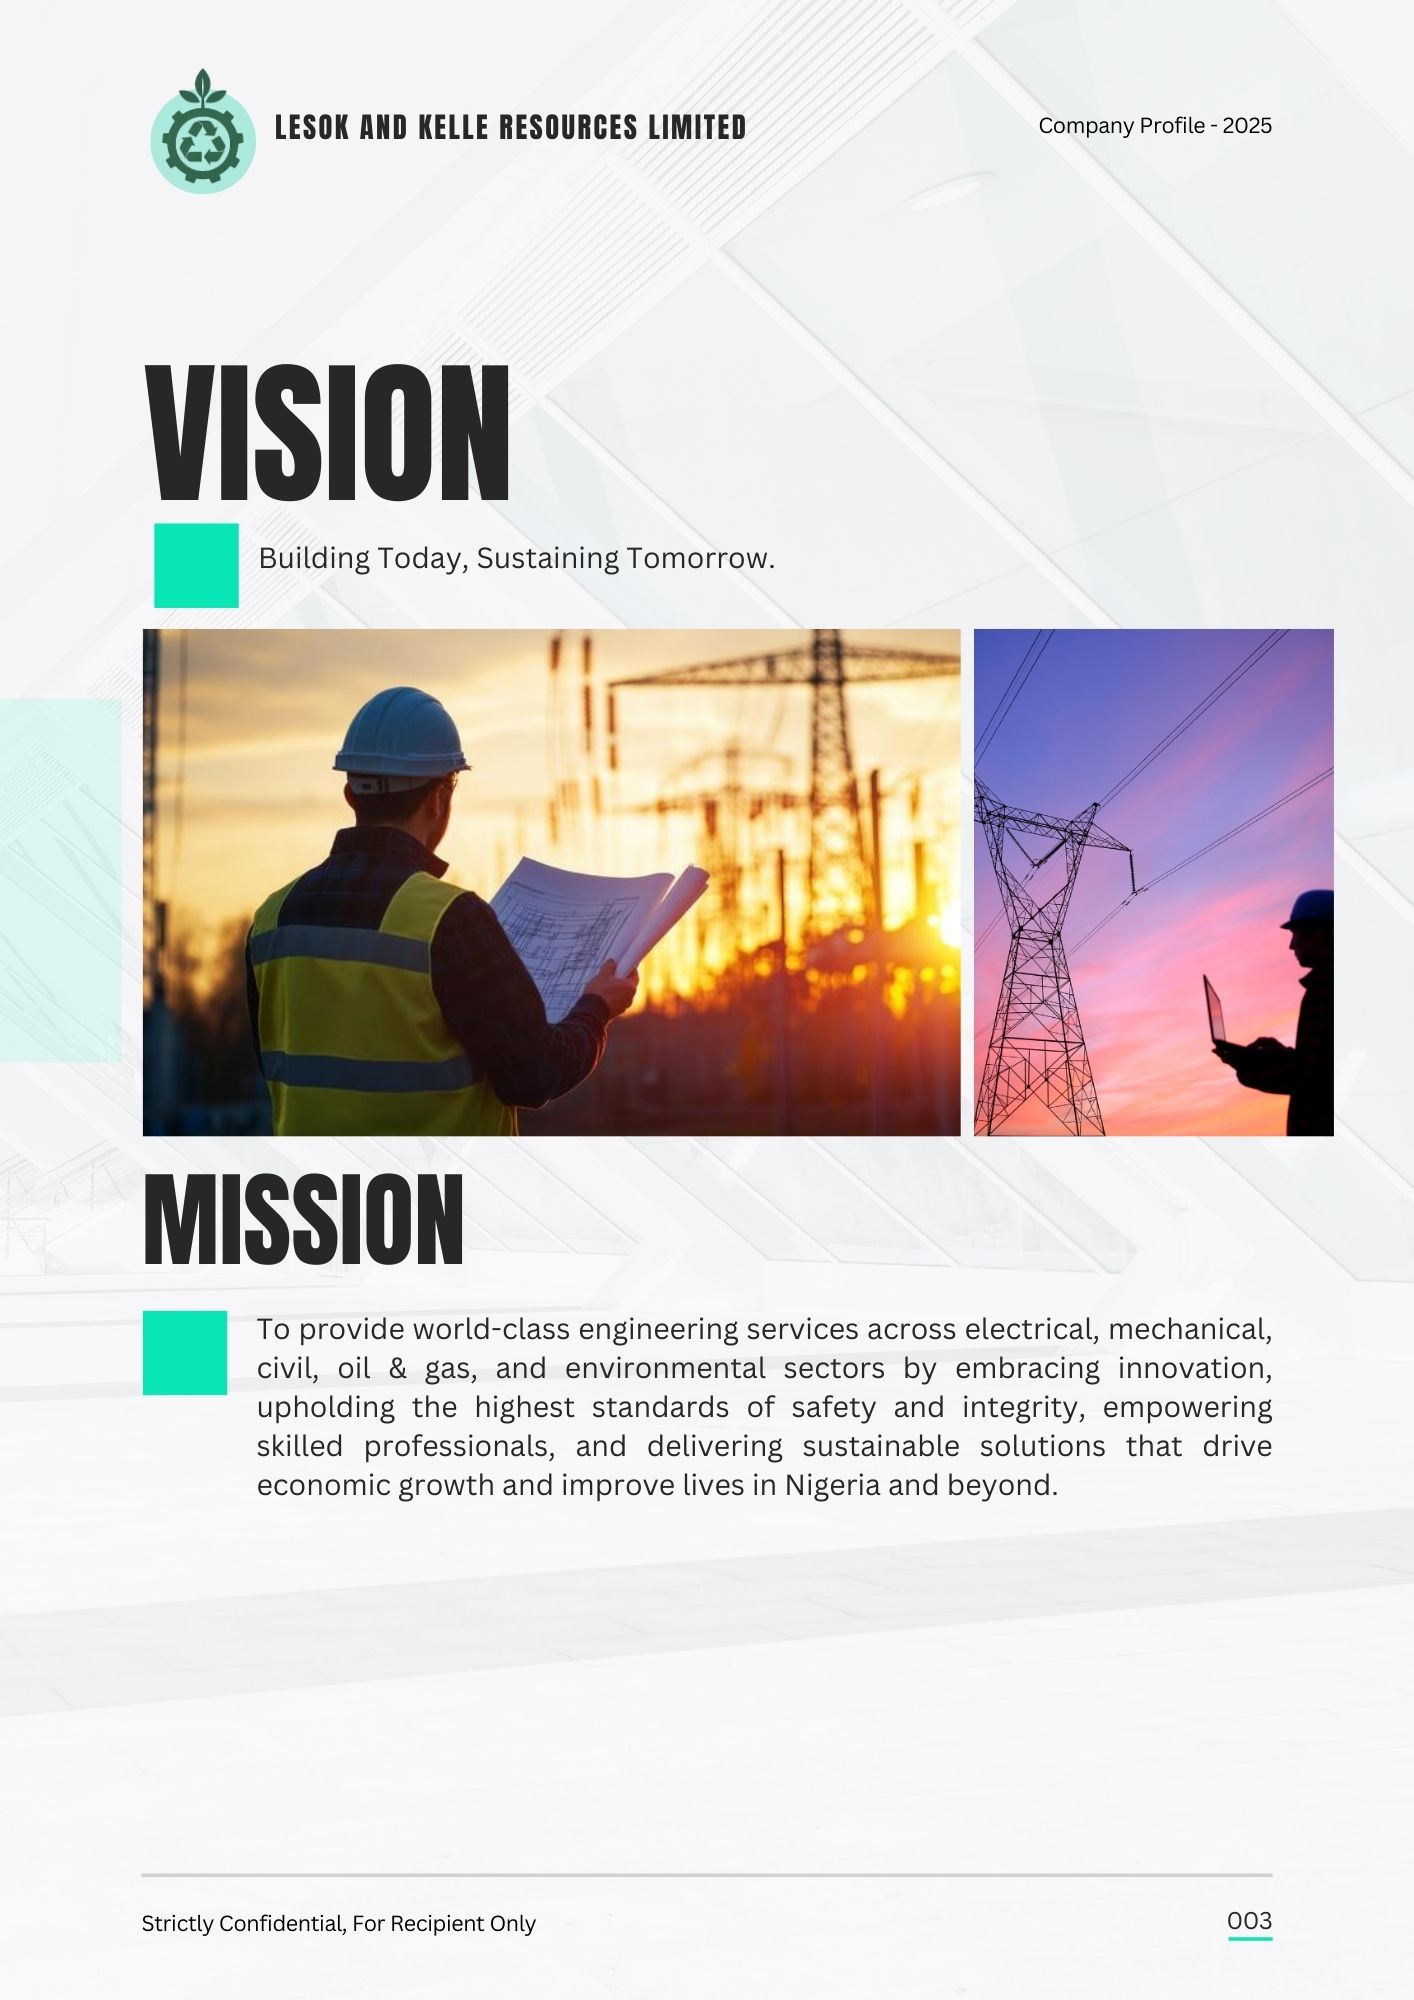 LESOK AND KELLE RESOURCES LIMITED
Company Profile - 2025
VISION
Building Today, Sustaining Tomorrow.
MISSION
To provide world-class engineering services across electrical, mechanical,
civil, oil & gas, and environmental sectors by embracing innovation,
upholding the highest standards of safety and integrity, empowering
skilled professionals, and delivering sustainable solutions that drive
economic growth and improve lives in Nigeria and beyond.
Strictly Confidential, For Recipient Only
003